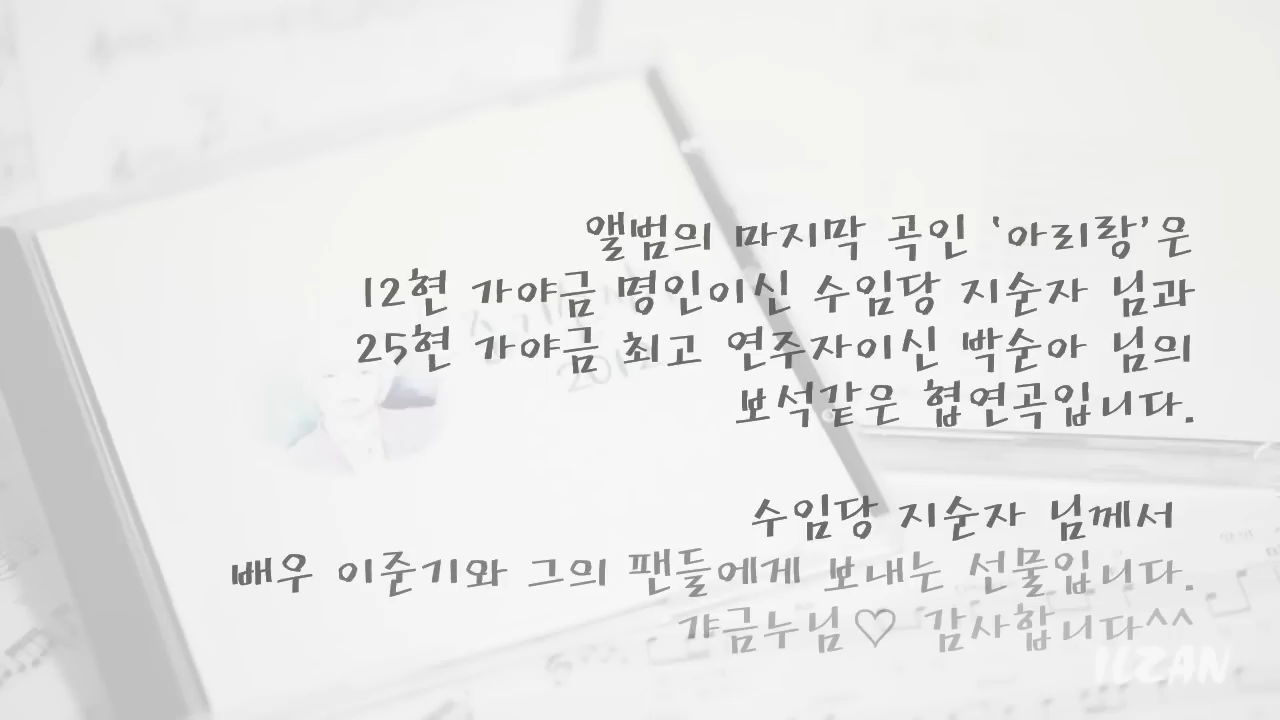 앨범의 마지막 곡인 '아리랑'은
12현 가야금 명인이신 수임당 지순자 님과
25현 가야금 최고 연주자이신 박순아 님의
보석같은 협연곡입니다.
수임당 지순자 님께서
배우 이준기와 그의 팬들에게 보내는 선물입니다.
갸금누님♡ 감사합니다^^
ILZAN